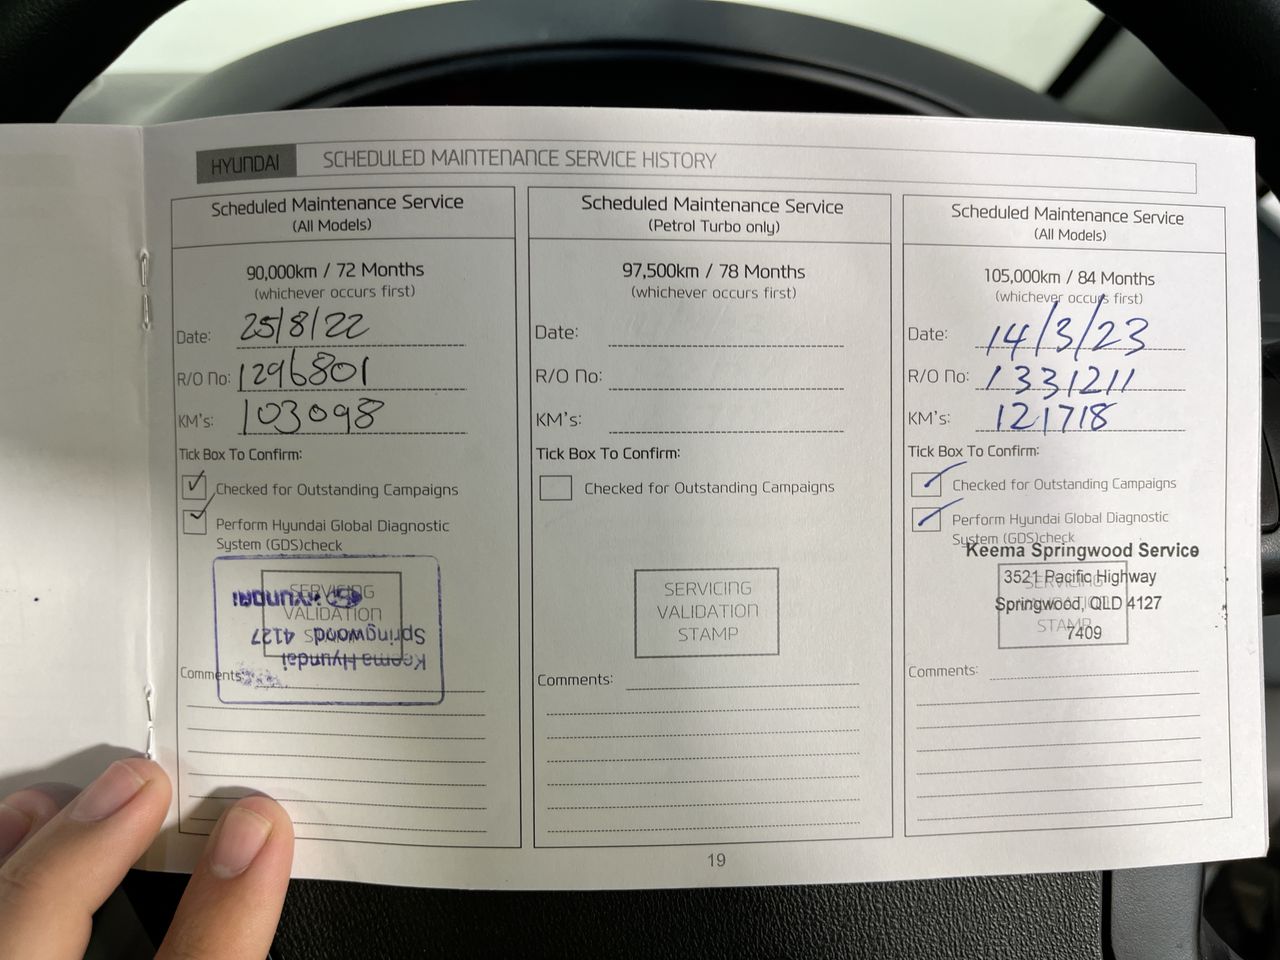 HYUNDAI
SCHEDULED MAINTENANCE SERVICE HISTORY
Scheduled Maintenance Service
(All Models)
90,000km / 72 Months
(whichever occurs first)
Date: 25/8/22
R/O No: 1296801
KM's: 103098
Tick Box To Confirm:
Checked for Outstanding Campaigns
Perform Hyundai Global Diagnostic
System (GDS)check
SERVICING
VALIDATION
STAMP
Keema Hyundai
Springwood 4127
HYUNDAI
Comments:
Scheduled Maintenance Service
(Petrol Turbo only)
97,500km / 78 Months
(whichever occurs first)
Date:
R/O No:
KM's:
Tick Box To Confirm:
Checked for Outstanding Campaigns
SERVICING
VALIDATION
STAMP
Comments:
Scheduled Maintenance Service
(All Models)
105,000km / 84 Months
(whichever occurs first)
Date: 14/3/23
R/O No: 1331211
KM's: 121718
Tick Box To Confirm:
Checked for Outstanding Campaigns
Perform Hyundai Global Diagnostic
System (GDS)check
Keema Springwood Service
3521 Pacific Highway
Springwood, QLD 4127
7409
SERVICING
VALIDATION
STAMP
Comments:
19